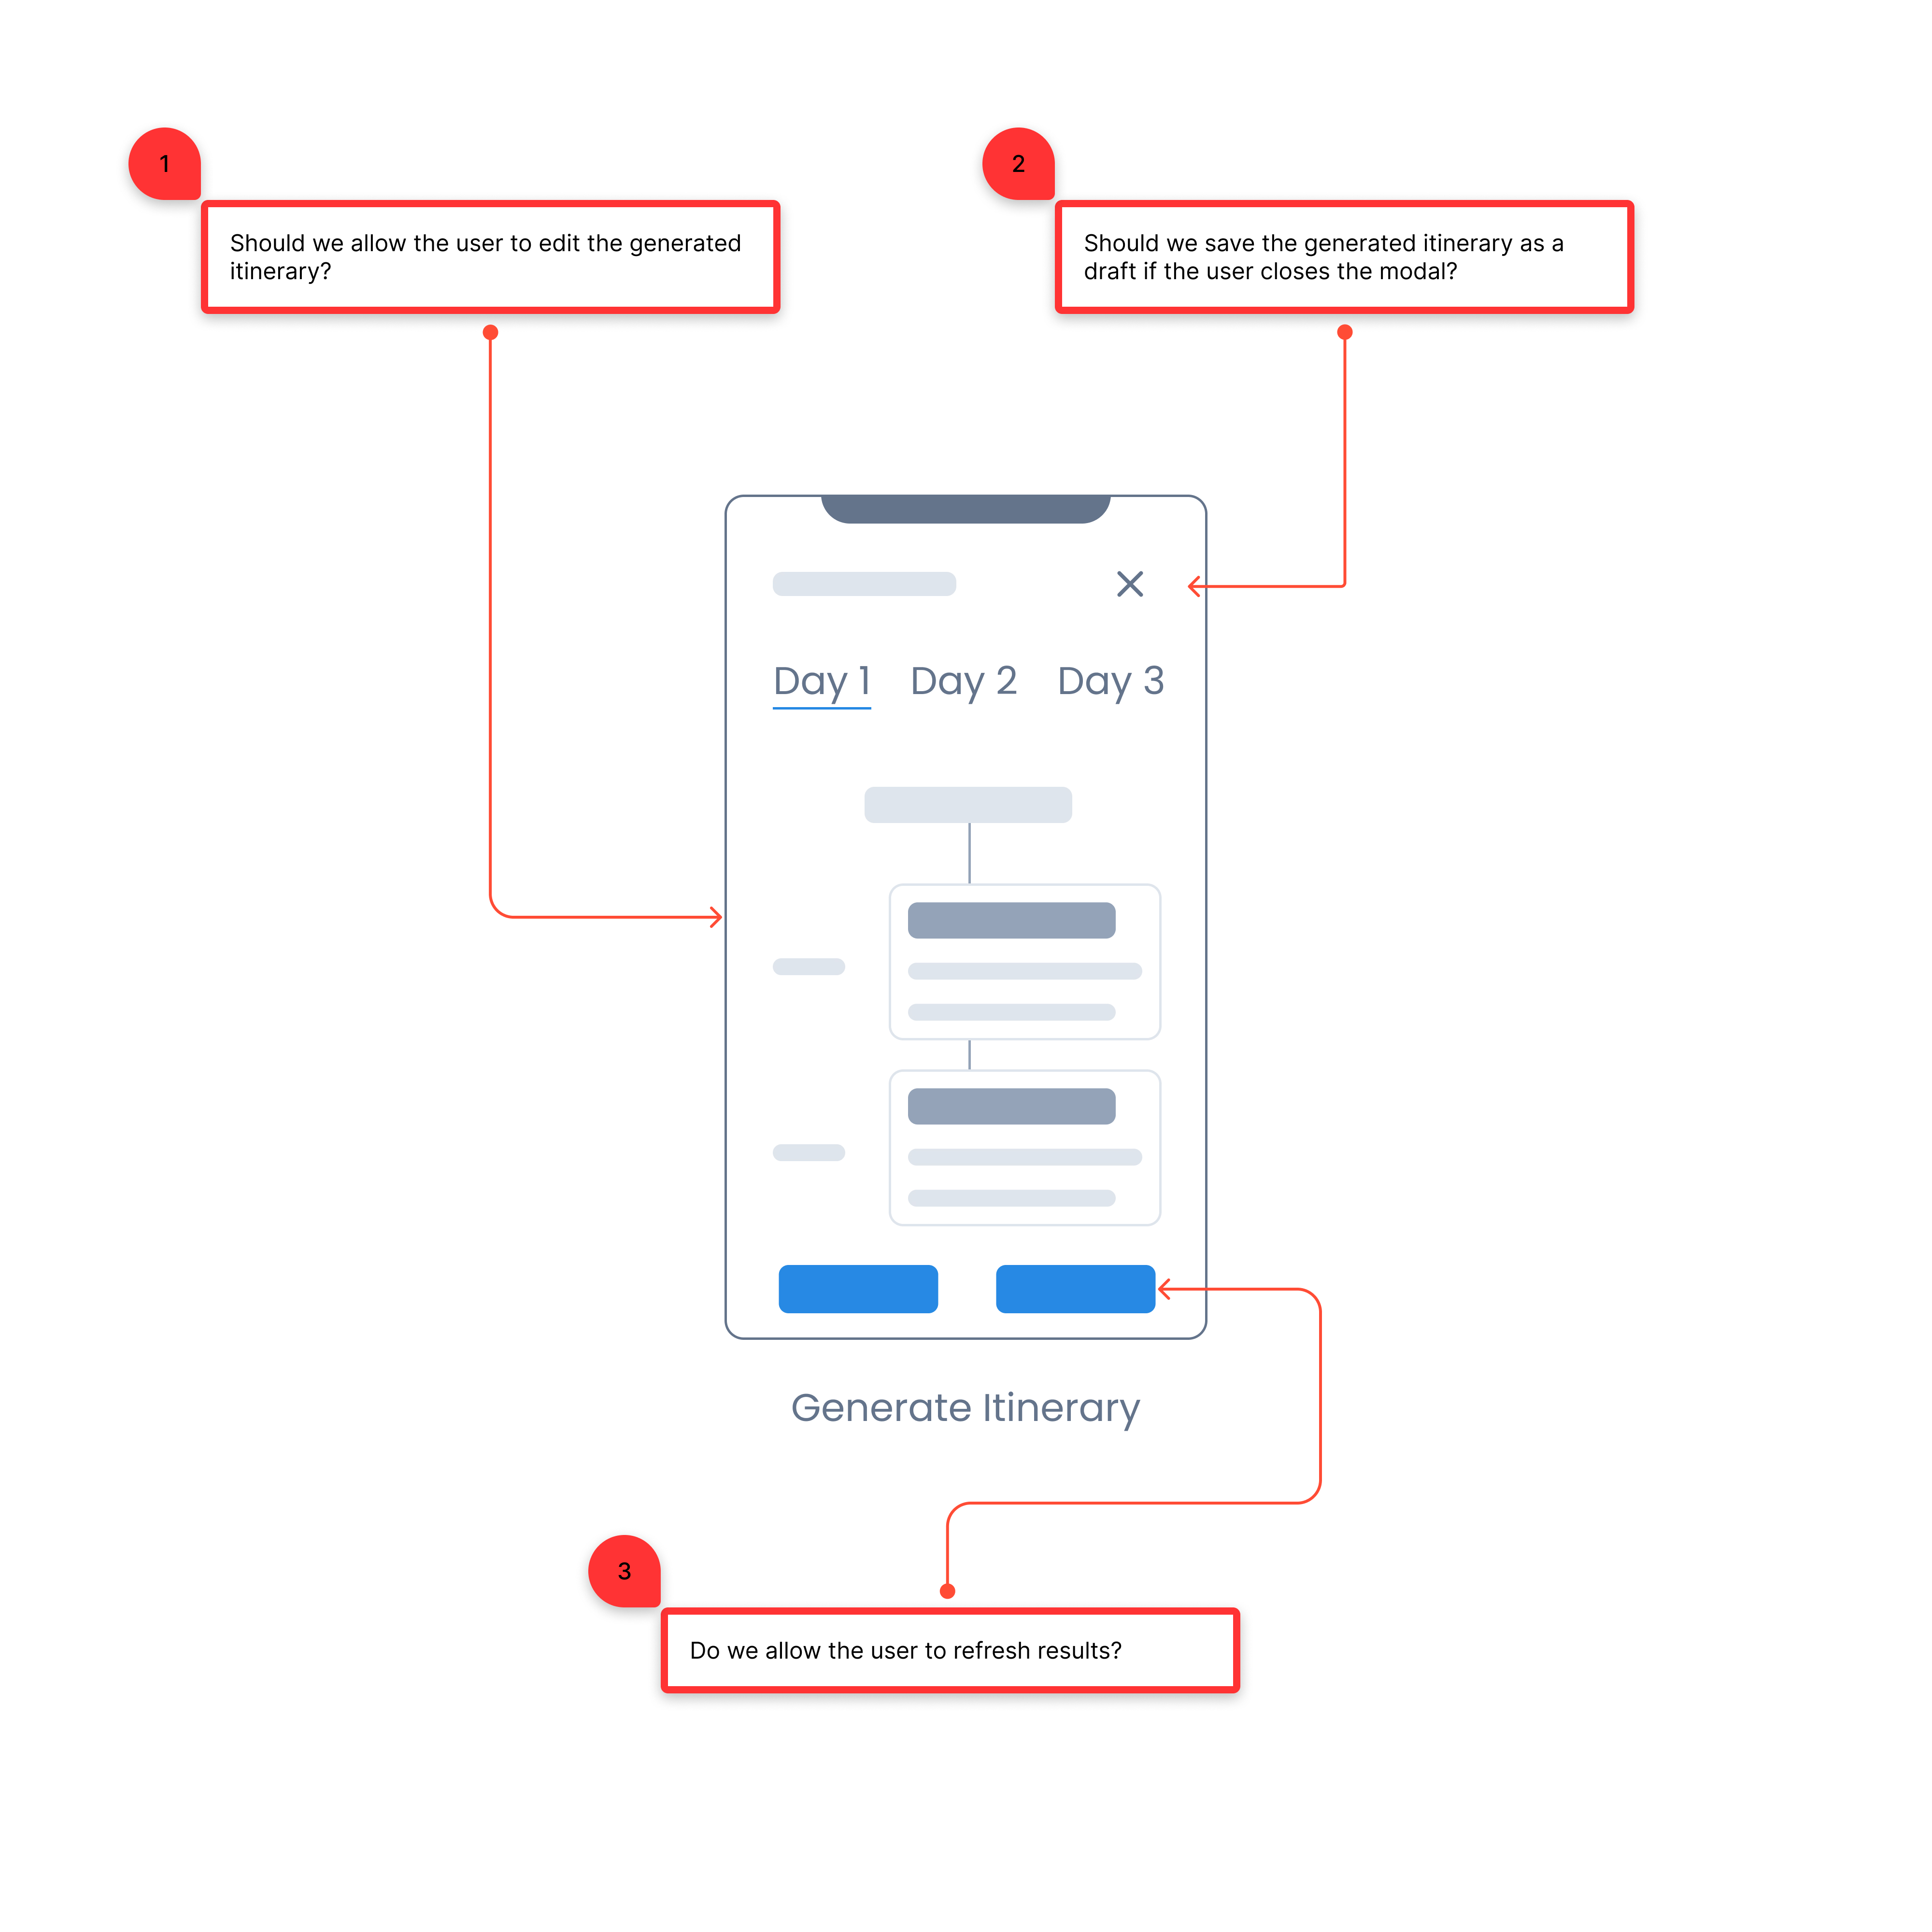 1
Should we allow the user to edit the generated
itinerary?
2
Should we save the generated itinerary as a
draft if the user closes the modal?
Day 1 Day 2 Day 3
Generate Itinerary
3
Do we allow the user to refresh results?